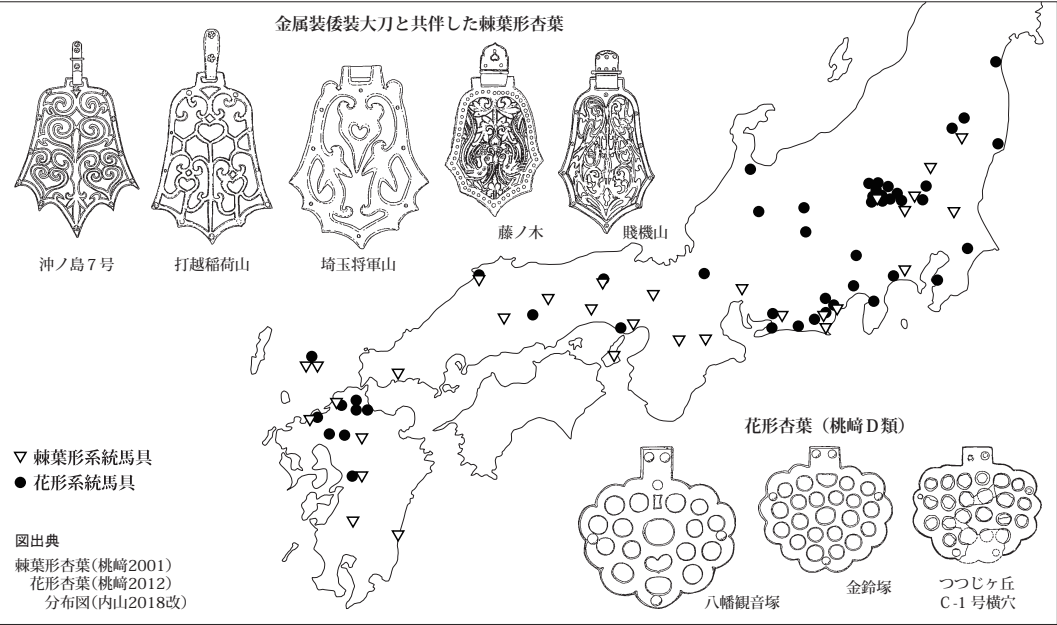 金属装倭装大刀と共伴した棘葉形杏葉
沖ノ島７号
打越稲荷山
埼玉将軍山
藤ノ木
賤機山
▽ 棘葉形系統馬具
● 花形系統馬具
図出典
棘葉形杏葉(桃﨑2001)
花形杏葉(桃﨑2012)
分布図(内山2018改)
花形杏葉（桃﨑Ｄ類）
八幡観音塚
金鈴塚
つつじヶ丘
Ｃ-１号横穴